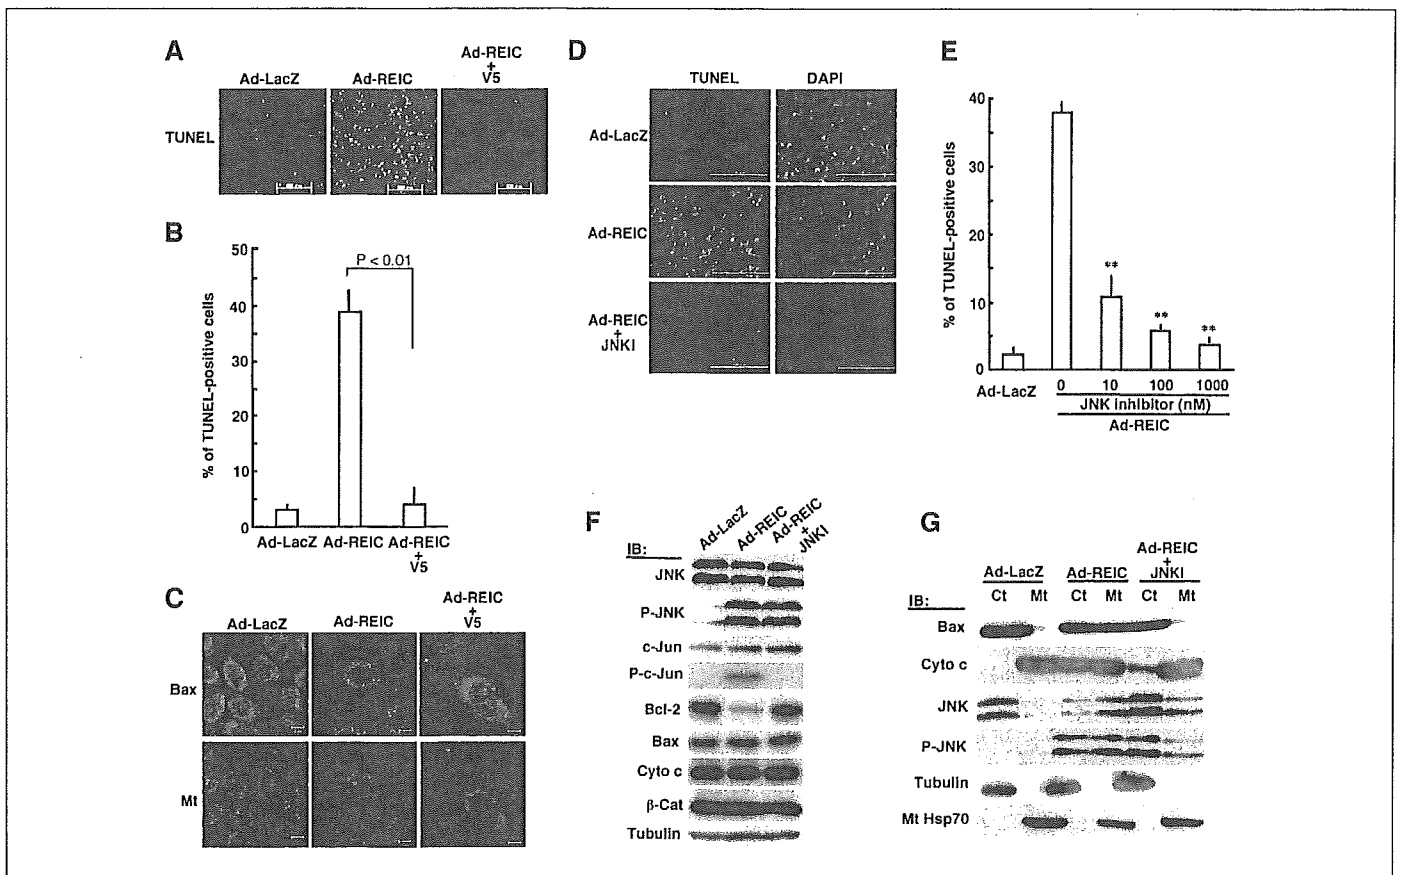 A
Ad-LacZ
Ad-REIC
Ad-REIC
+
V5
TUNEL
B
50
40
30
20
10
0
% of TUNEL-positive cells
P < 0.01
Ad-LacZ
Ad-REIC
Ad-REIC
+
V5
C
Ad-LacZ
Ad-REIC
Ad-REIC
+
V5
Bax
Mt
D
TUNEL
DAPI
Ad-LacZ
Ad-REIC
Ad-REIC
+
JNKI
E
40
40
20
10
0
% of TUNEL-positive cells
**
**
**
Ad-LacZ
0
10
100
1000
JNK inhibitor (nM)
Ad-REIC
F
Ad-LacZ
Ad-REIC
Ad-REIC
+
JNKI
IB:
JNK
P-JNK
c-Jun
P-c-Jun
Bcl-2
Bax
Cyto c
β-Cat
Tubulin
G
Ad-LacZ
Ad-REIC
Ad-REIC
+
JNKI
Ct Mt Ct Mt Ct Mt
IB:
Bax
Cyto c
JNK
P-JNK
Tubulin
Mt Hsp70